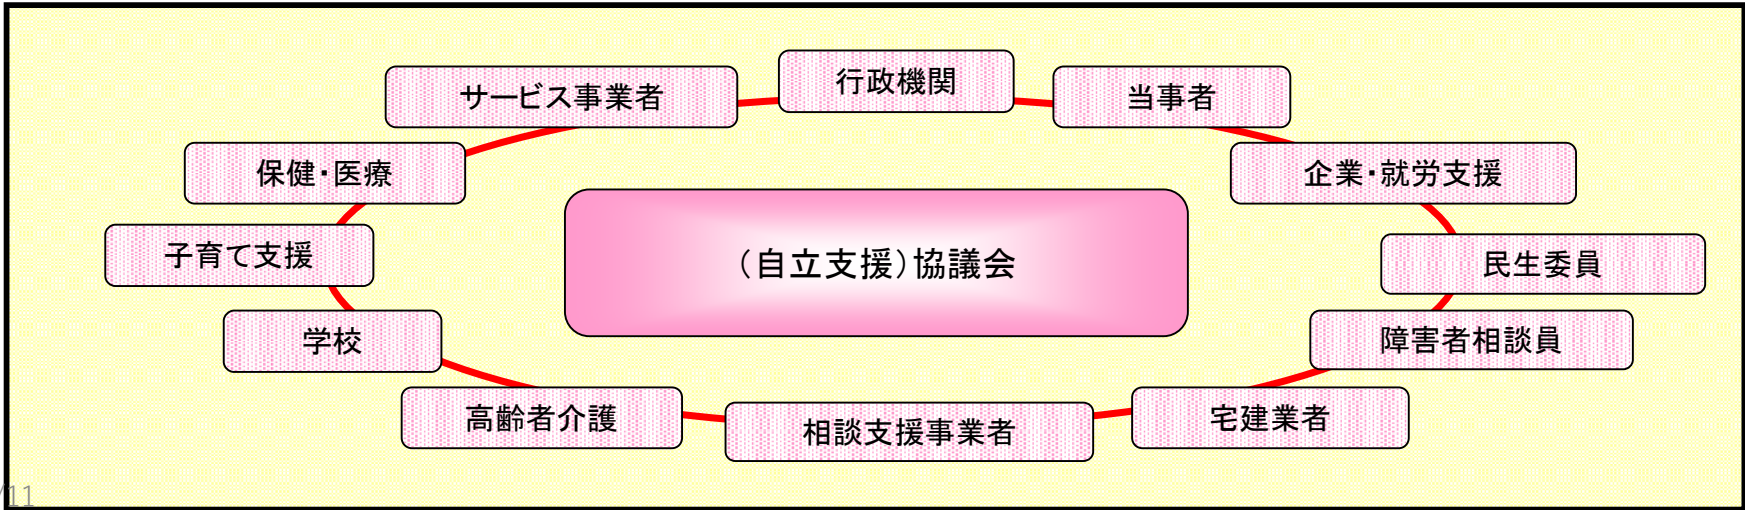 行政機関
サービス事業者
当事者
保健・医療
企業・就労支援
子育て支援
民生委員
（自立支援）協議会
学校
障害者相談員
高齢者介護
相談支援事業者
宅建業者
/11